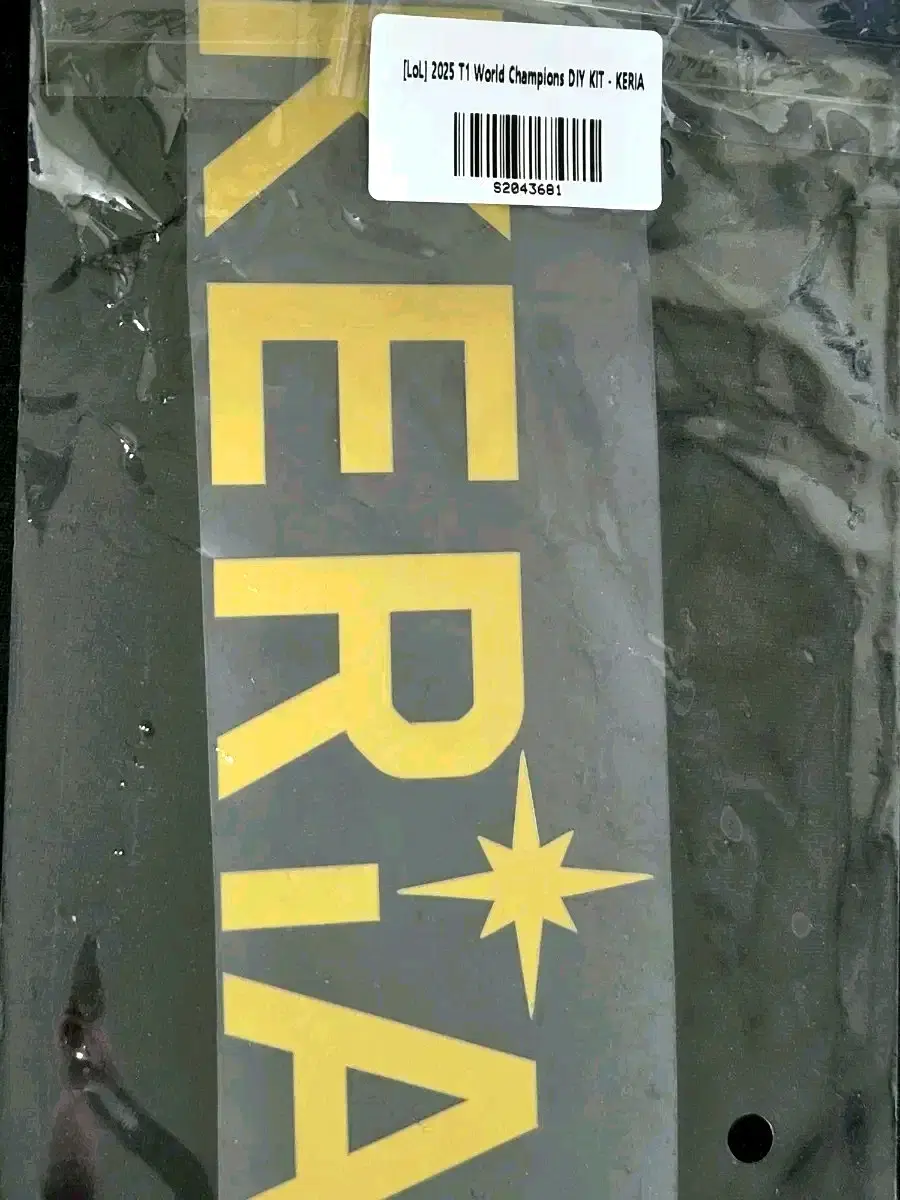 [LoL] 2025 T1 World Champions DIY KIT - KERIA
S2043681
KERIA